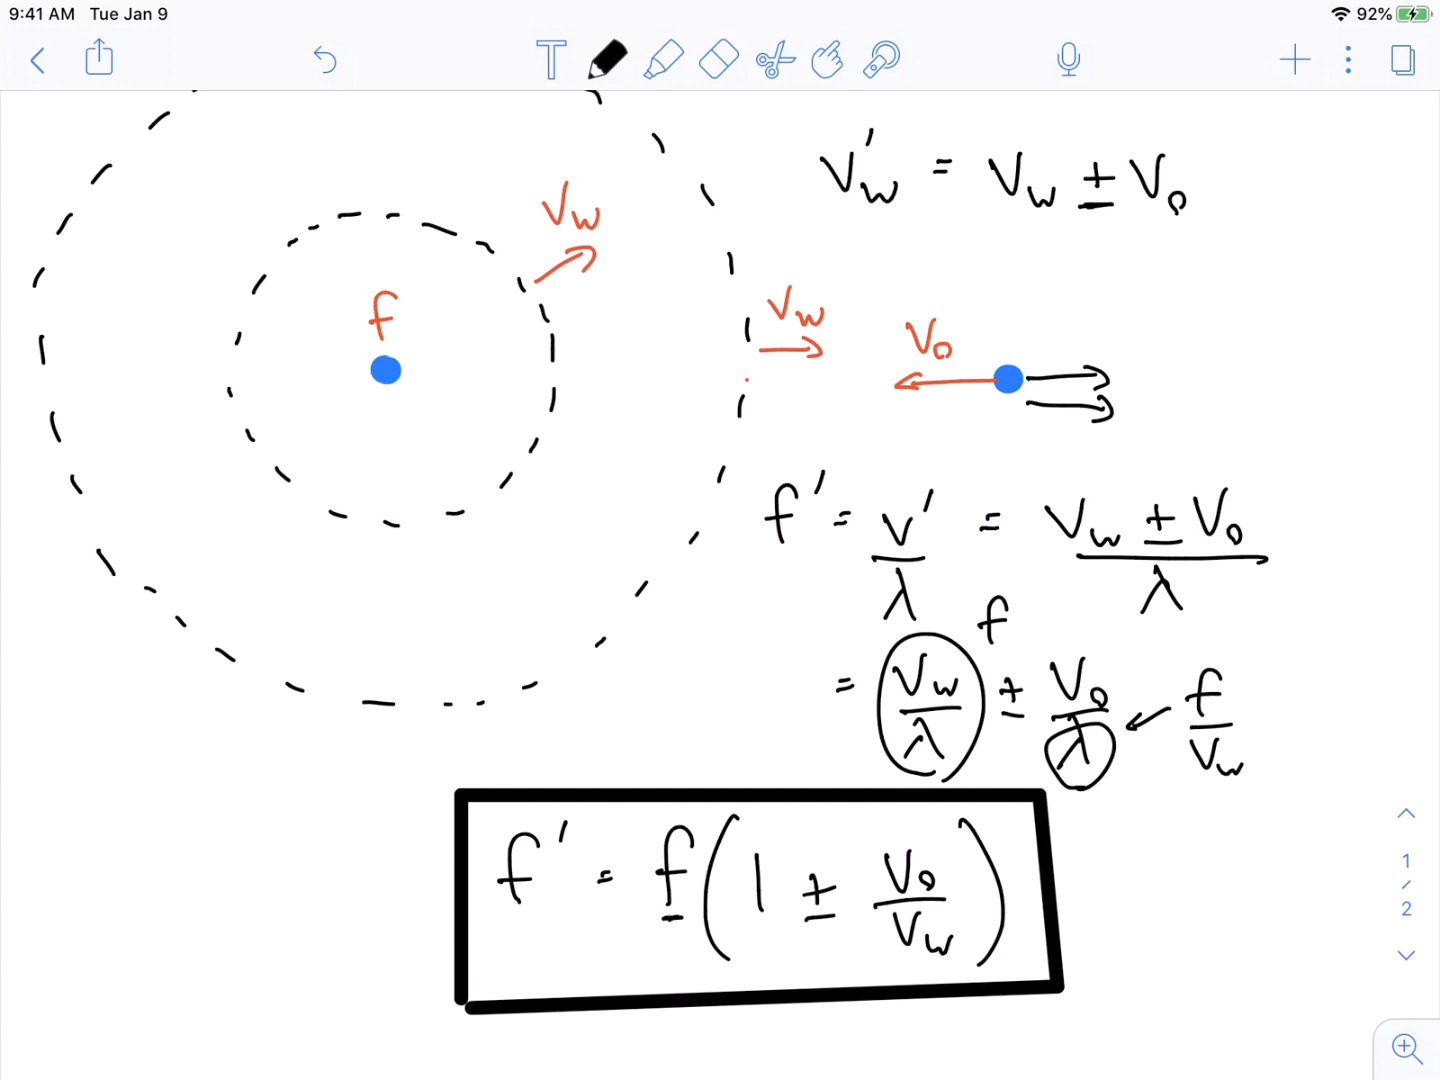 9:41 AM Tue Jan 9 92%
V'w = Vw ± Vo
Vw
f
Vw
Vo
f' = V'/λ = (Vw ± Vo)/λ
f
= Vw/λ ± Vo/λ ← f/Vw
f' = f(1 ± Vo/Vw)
1
/
2